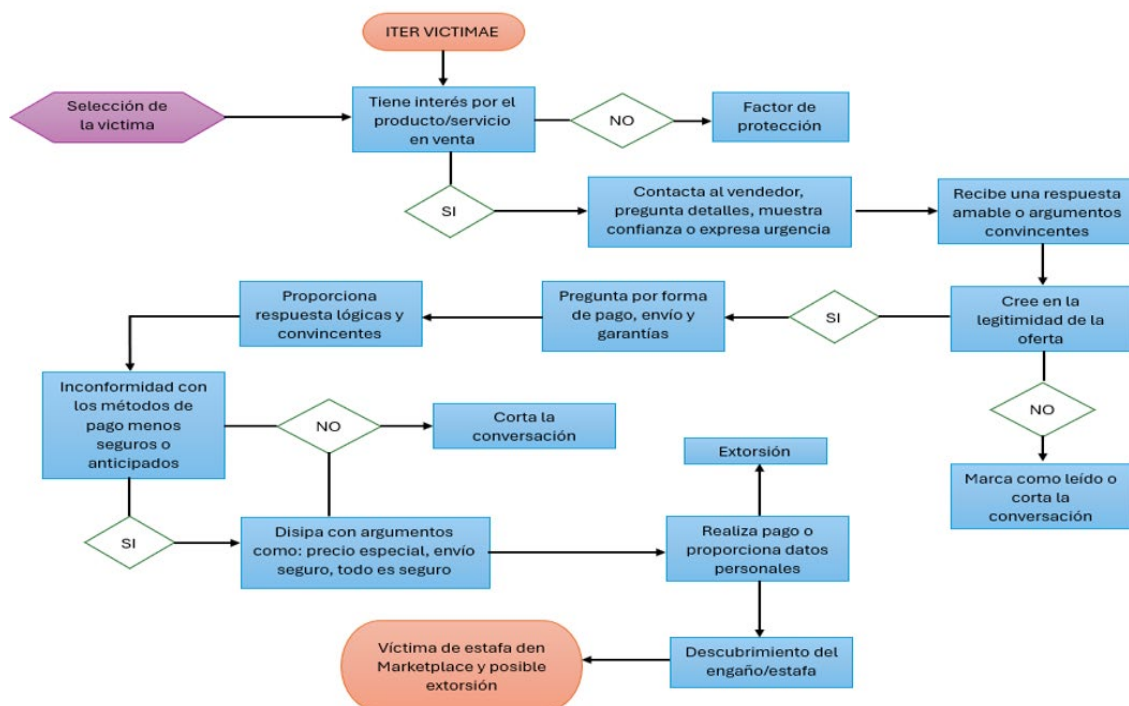 ITER VICTIMAE
Selección de
la victima
Tiene interés por el
producto/servicio
en venta
NO
Factor de
protección
SI
Contacta al vendedor,
pregunta detalles, muestra
confianza o expresa urgencia
Recibe una respuesta
amable o argumentos
convincentes
Cree en la
legitimidad de la
oferta
SI
Pregunta por forma
de pago, envío y
garantías
Proporciona
respuesta lógicas y
convincentes
NO
Marca como leído o
corta la
conversación
Inconformidad con
los métodos de
pago menos
seguros o
anticipados
NO
Corta la
conversación
SI
Disipa con argumentos
como: precio especial, envío
seguro, todo es seguro
Realiza pago o
proporciona datos
personales
Extorsión
Descubrimiento del
engaño/estafa
Víctima de estafa den
Marketplace y posible
extorsión